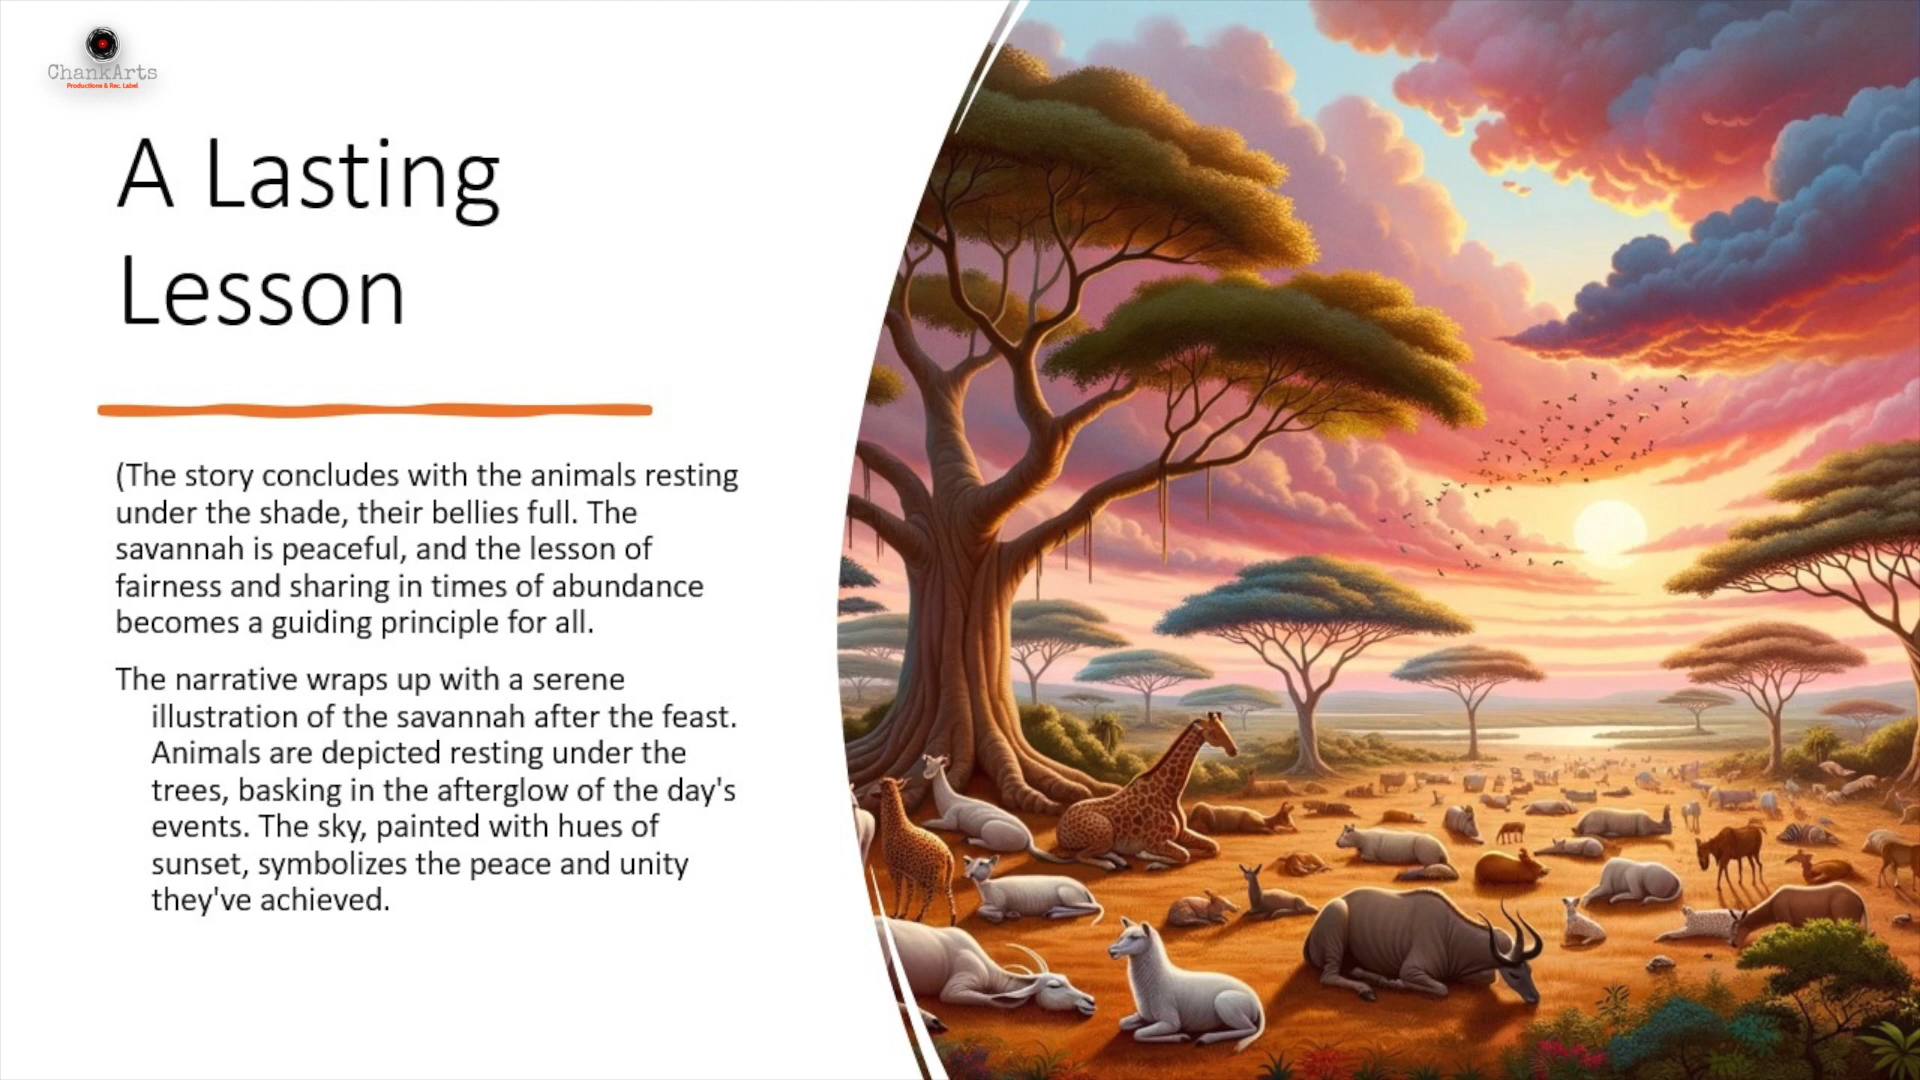 ChankArts
Productions & Rec. Label
A Lasting
Lesson
(The story concludes with the animals resting
under the shade, their bellies full. The
savannah is peaceful, and the lesson of
fairness and sharing in times of abundance
becomes a guiding principle for all.
The narrative wraps up with a serene
illustration of the savannah after the feast.
Animals are depicted resting under the
trees, basking in the afterglow of the day's
events. The sky, painted with hues of
sunset, symbolizes the peace and unity
they've achieved.